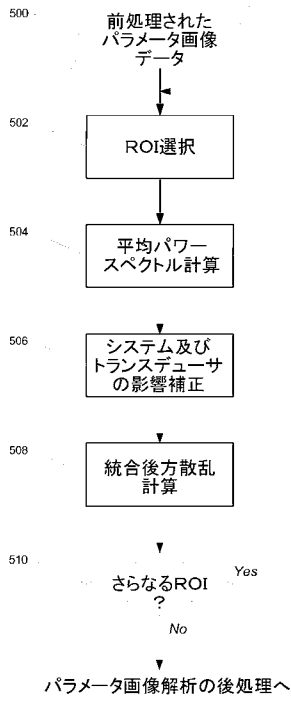 500
前処理された
パラメータ画像
データ
502
ROI選択
504
平均パワー
スペクトル計算
506
システム及び
トランスデューサ
の影響補正
508
統合後方散乱
計算
510
さらなるROI
?
Yes
No
パラメータ画像解析の後処理へ